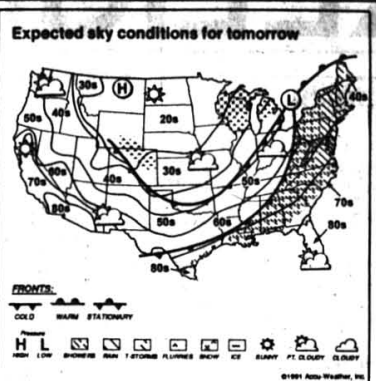 Expected sky conditions for tomorrow
30s
H
L
40s
50s
40s
20s
30s
70s
60s
40s
50s
50s
60s
70s
80s
80s
80s
FRONTS:
COLD WARM STATIONARY
Pressure
H L
HIGH LOW SHOWERS RAIN T-STORMS FLURRIES SNOW ICE SUNNY PT. CLOUDY CLOUDY
©1991 Accu-Weather, Inc.